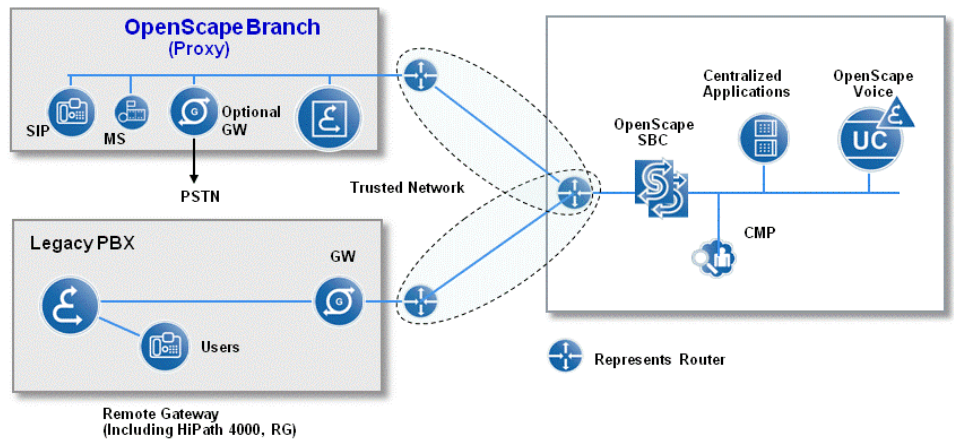 OpenScape Branch
(Proxy)
SIP
MS
G
Optional
GW
PSTN
Trusted Network
OpenScape
SBC
Centralized
Applications
OpenScape
Voice
UC
CMP
Legacy PBX
GW
G
Users
Represents Router
Remote Gateway
(Including HiPath 4000, RG)